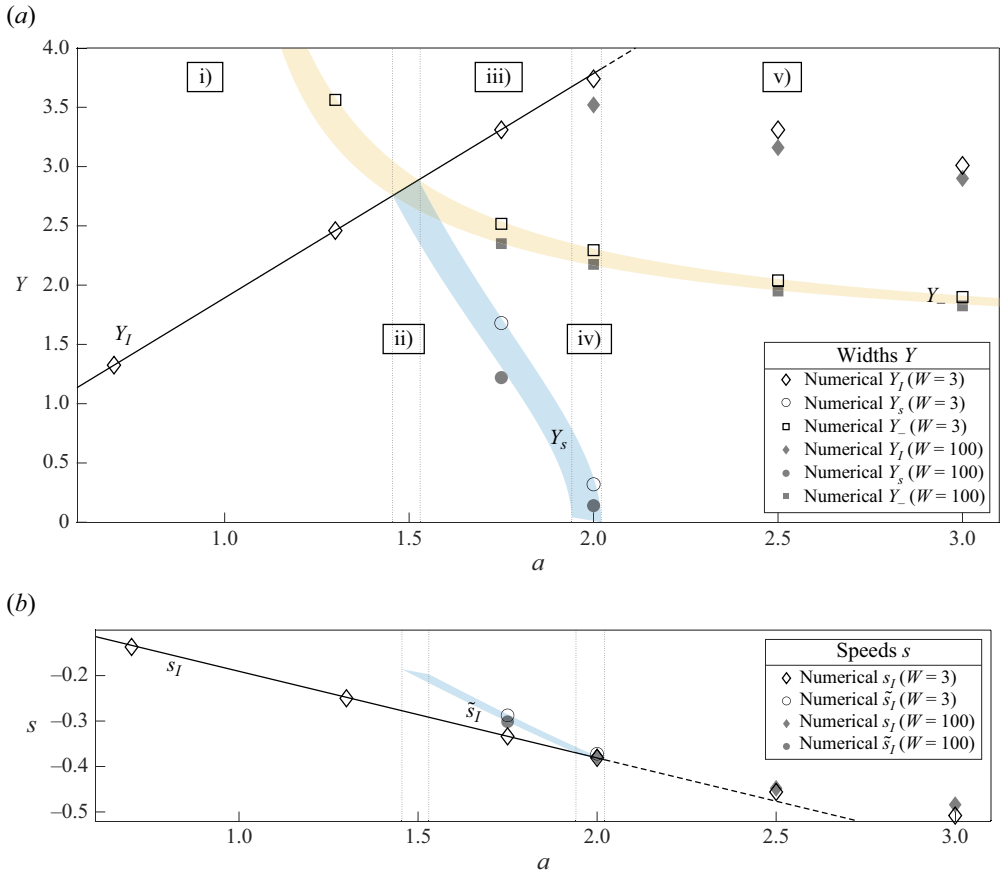 (a)
4.0
i)
iii)
v)
3.5
3.0
2.5
Y
2.0
Y_
Y_I
1.5
ii)
iv)
Widths Y
Numerical Y_I (W = 3)
Numerical Y_s (W = 3)
Numerical Y_– (W = 3)
Numerical Y_I (W = 100)
Numerical Y_s (W = 100)
Numerical Y_– (W = 100)
1.0
Y_s
0.5
0
1.0 1.5 2.0 2.5 3.0
a
(b)
Speeds s
Numerical s_I (W = 3)
Numerical s̃_I (W = 3)
Numerical s_I (W = 100)
Numerical s̃_I (W = 100)
–0.2
s_I
s̃_I
s
–0.3
–0.4
–0.5
1.0 1.5 2.0 2.5 3.0
a